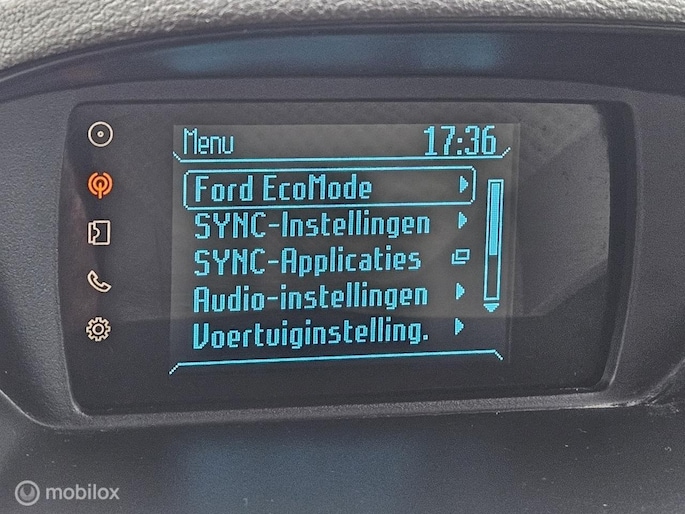 Menu 17:36
Ford EcoMode
SYNC-Instellingen
SYNC-Applicaties
Audio-instellingen
Voertuiginstelling.
mobilox